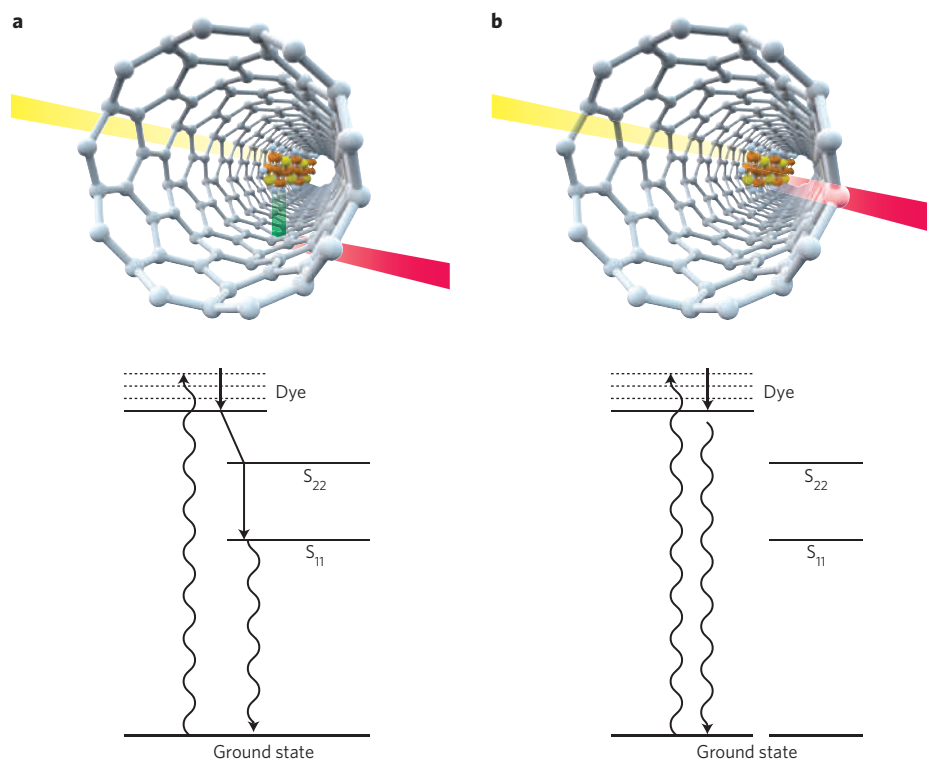 a
b
Dye
S22
S11
Ground state
Dye
S22
S11
Ground state